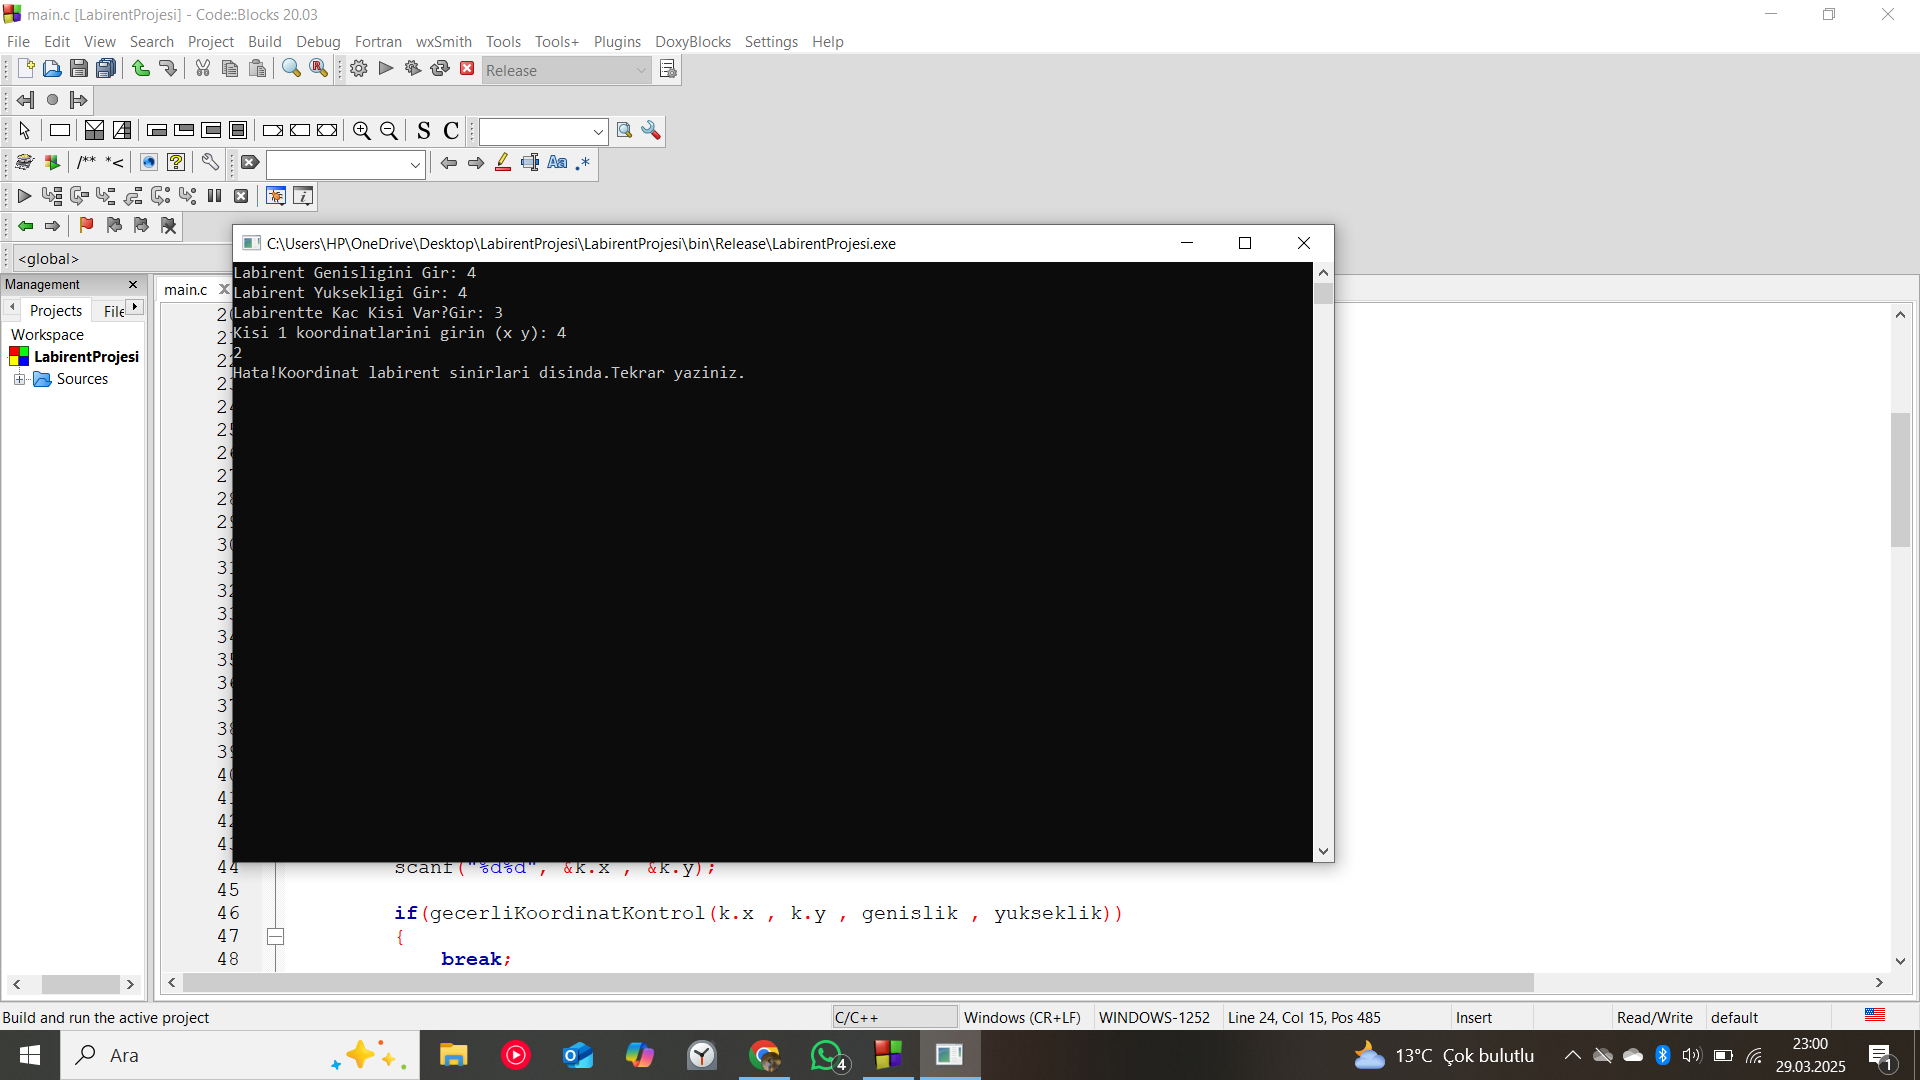 main.c [LabirentProjesi] - Code::Blocks 20.03
File Edit View Search Project Build Debug Fortran wxSmith Tools Tools+ Plugins DoxyBlocks Settings Help
Release
S C
/** *<
Aa .*
<global>
C:\Users\HP\OneDrive\Desktop\LabirentProjesi\LabirentProjesi\bin\Release\LabirentProjesi.exe
Management
main.c
Projects
File
Workspace
LabirentProjesi
Sources
Labirent Genisligini Gir: 4
Labirent Yuksekligi Gir: 4
Labirentte Kac Kisi Var?Gir: 3
Kisi 1 koordinatlarini girin (x y): 4
2
Hata!Koordinat labirent sinirlari disinda.Tekrar yaziniz.
44 scanf("%d%d", &k.x , &k.y);
45
46 if(gecerliKoordinatKontrol(k.x , k.y , genislik , yukseklik))
47 {
48 break;
Build and run the active project
C/C++
Windows (CR+LF)
WINDOWS-1252
Line 24, Col 15, Pos 485
Insert
Read/Write
default
Ara
4
13°C Çok bulutlu
23:00
29.03.2025
1